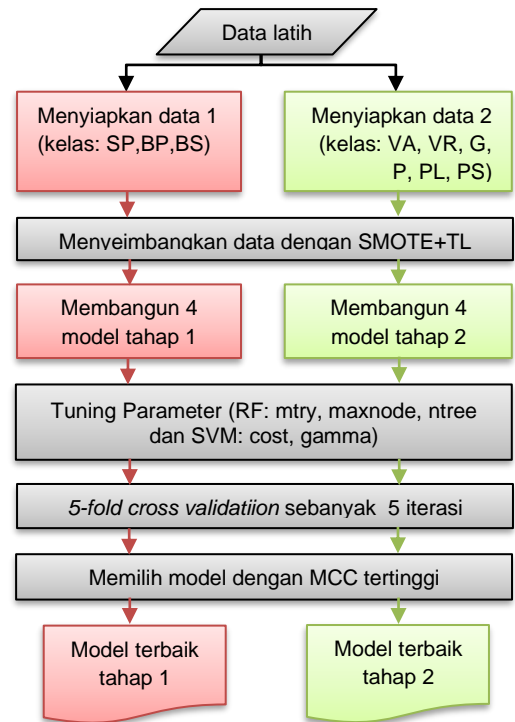 Data latih
Menyiapkan data 1
(kelas: SP,BP,BS)
Menyiapkan data 2
(kelas: VA, VR, G,
P, PL, PS)
Menyeimbangkan data dengan SMOTE+TL
Membangun 4
model tahap 1
Membangun 4
model tahap 2
Tuning Parameter (RF: mtry, maxnode, ntree
dan SVM: cost, gamma)
5-fold cross validatiion sebanyak 5 iterasi
Memilih model dengan MCC tertinggi
Model terbaik
tahap 1
Model terbaik
tahap 2